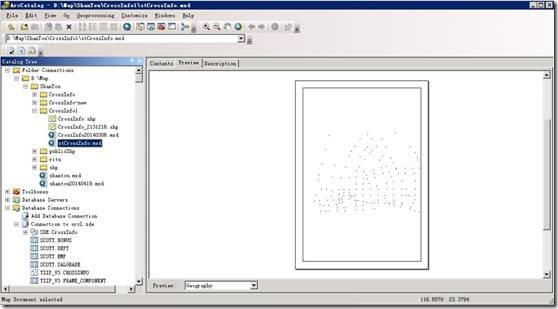 ArcCatalog - D:\Map\ShanTou\CrossInfo1\stCrossInfo.mxd
File Edit View Go Geoprocessing Customize Windows Help
D:\Map\ShanTou\CrossInfo1\stCrossInfo.mxd
Catalog Tree
Contents Preview Description
Folder Connections
D:\Map
ShanTou
CrossInfo
CrossInfo-new
CrossInfo1
CrossInfo.shp
CrossInfo_2131216.shp
CrossInfo20140306.mxd
stCrossInfo.mxd
publicShp
ritu
shp
shantou.mxd
shantou20140419.mxd
Toolboxes
Database Servers
Database Connections
Add Database Connection
Connection to orcl.sde
SDE.CrossInfo
SCOTT.BONUS
SCOTT.DEPT
SCOTT.EMP
SCOTT.SALGRADE
TIIP_V3.CROSSINFO
TIIP_V3.FRAME_COMPONENT
Preview: Geography
Map Document selected
116.6578 23.3794